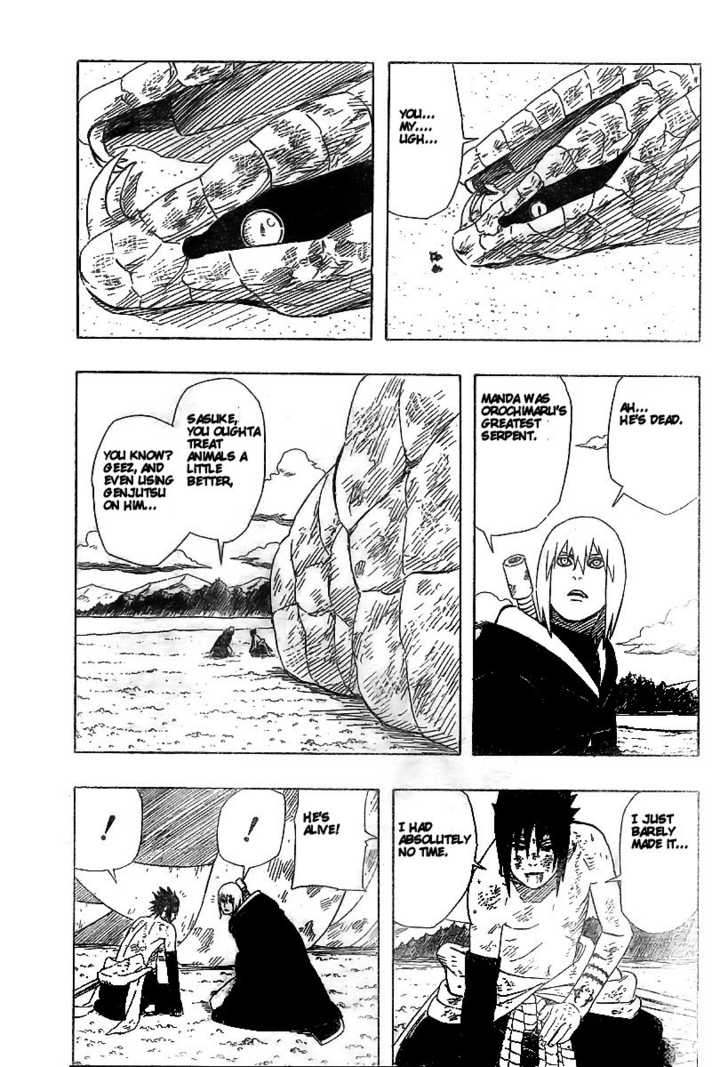 YOU...
MY....
UGH...
AH...
HE'S DEAD.
MANDA WAS
OROCHIMARU'S
GREATEST
SERPENT.
SASUKE,
YOU OUGHTA
TREAT
ANIMALS A
LITTLE
BETTER,
YOU KNOW?
GEEZ, AND
EVEN USING
GENJUTSU
ON HIM...
I JUST
BARELY
MADE IT...
I HAD
ABSOLUTELY
NO TIME.
HE'S
ALIVE!
!
!